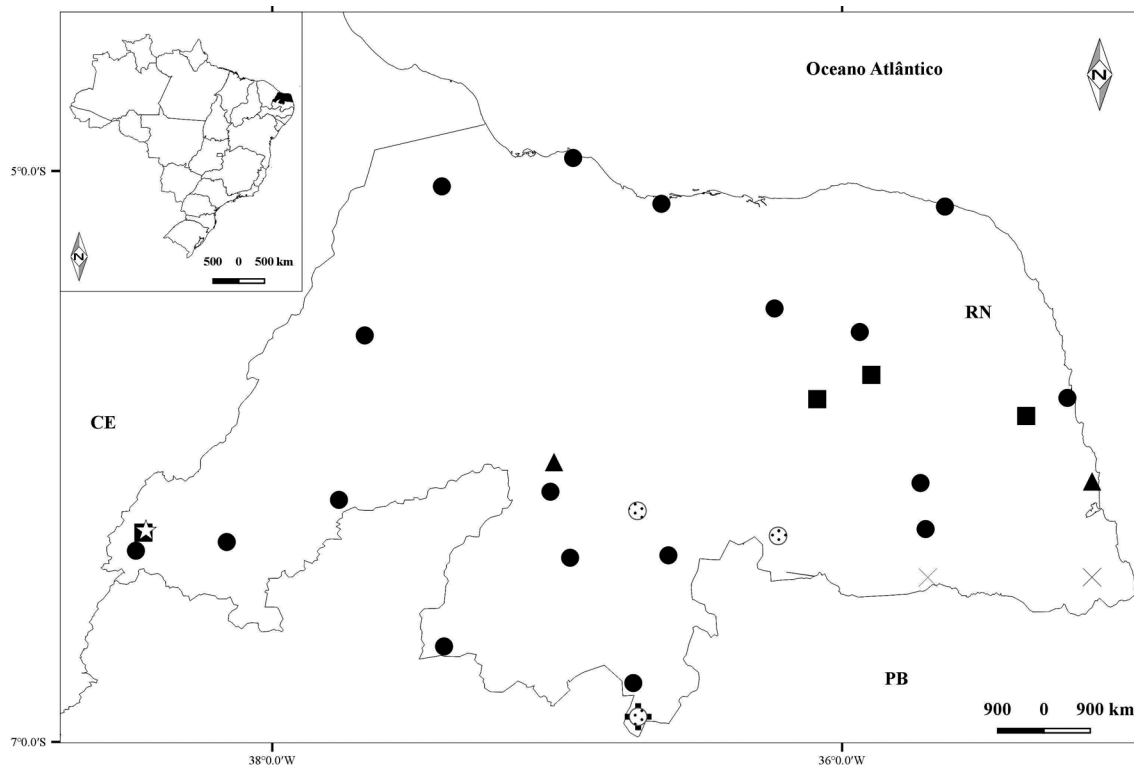 Oceano Atlântico
N
5°0.0′S
N
500 0 500 km
RN
CE
PB
900 0 900 km
7°0.0′S
38°0.0′W
36°0.0′W